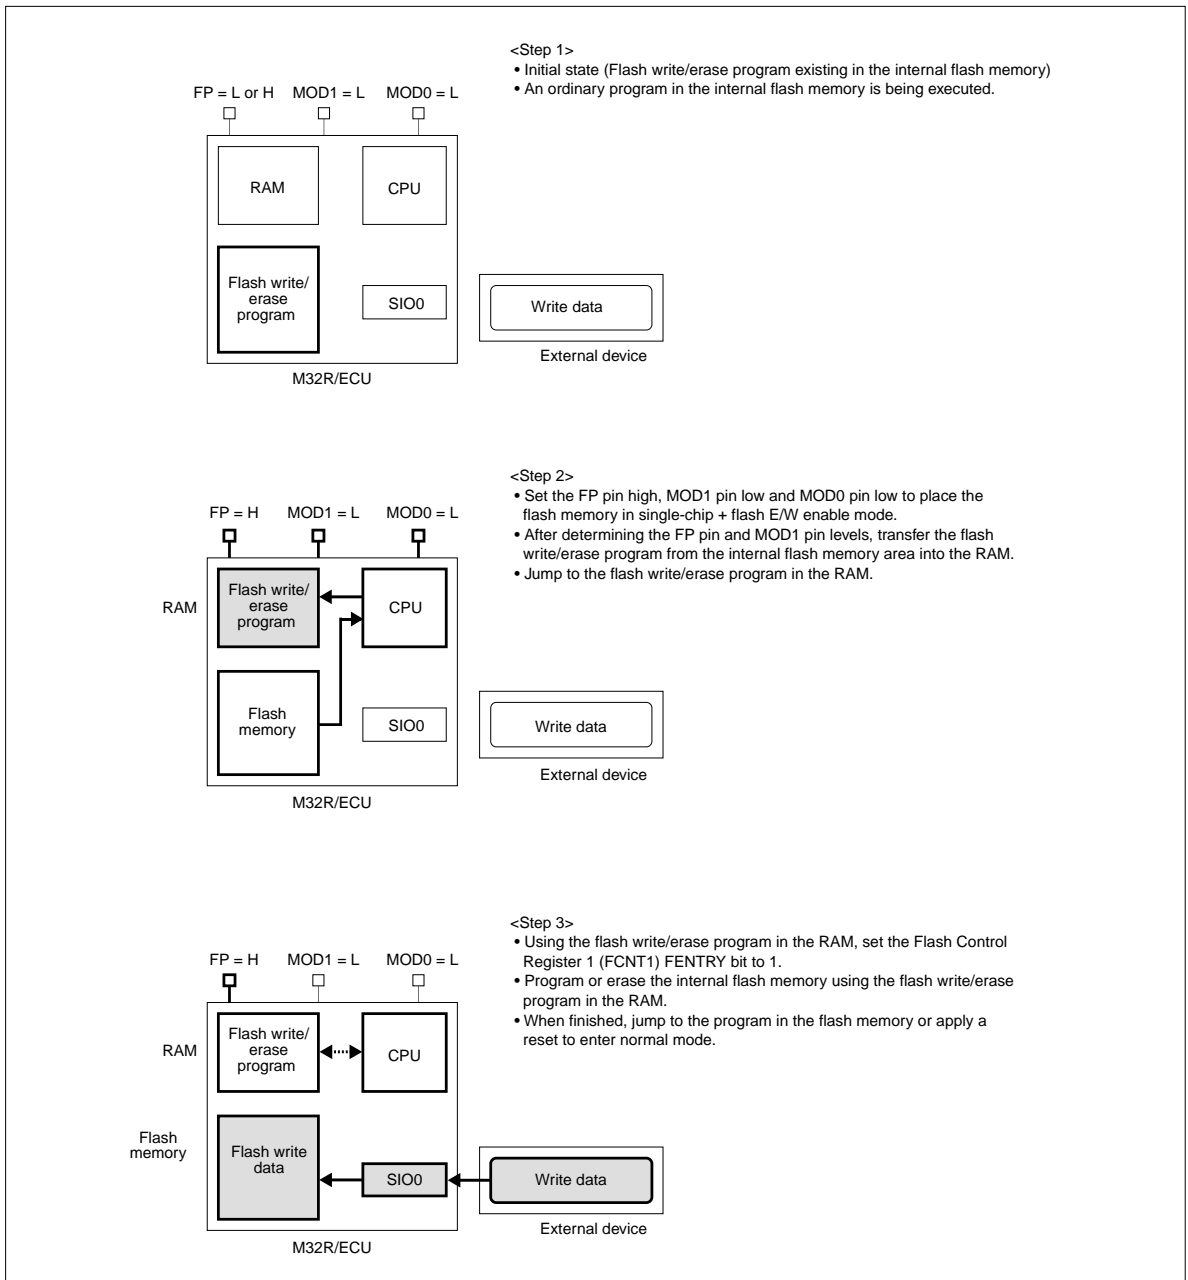 <Step 1>
• Initial state (Flash write/erase program existing in the internal flash memory)
• An ordinary program in the internal flash memory is being executed.
FP = L or H MOD1 = L MOD0 = L
RAM
CPU
Flash write/
erase
program
SIO0
Write data
External device
M32R/ECU
<Step 2>
• Set the FP pin high, MOD1 pin low and MOD0 pin low to place the
flash memory in single-chip + flash E/W enable mode.
• After determining the FP pin and MOD1 pin levels, transfer the flash
write/erase program from the internal flash memory area into the RAM.
• Jump to the flash write/erase program in the RAM.
FP = H MOD1 = L MOD0 = L
RAM
Flash write/
erase
program
CPU
Flash
memory
SIO0
Write data
External device
M32R/ECU
<Step 3>
• Using the flash write/erase program in the RAM, set the Flash Control
Register 1 (FCNT1) FENTRY bit to 1.
• Program or erase the internal flash memory using the flash write/erase
program in the RAM.
• When finished, jump to the program in the flash memory or apply a
reset to enter normal mode.
FP = H MOD1 = L MOD0 = L
RAM
Flash write/
erase
program
CPU
Flash
memory
Flash write
data
SIO0
Write data
External device
M32R/ECU